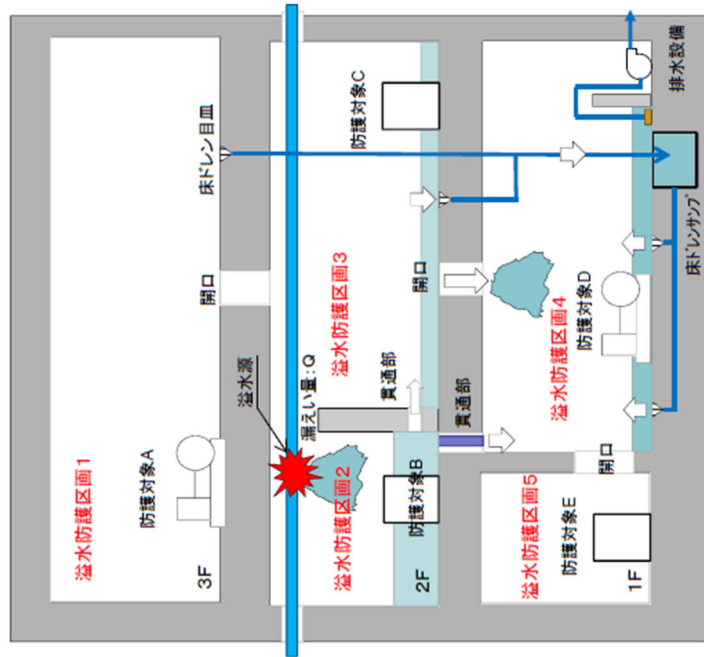 溢水防護区画1
防護対象A
3F
開口
床ドレン目皿
溢水源
漏えい量：Q
溢水防護区画2
防護対象B
2F
貫通部
溢水防護区画3
開口
防護対象C
貫通部
溢水防護区画4
防護対象D
溢水防護区画5
防護対象E
1F
開口
床ドレンサンプ
排水設備